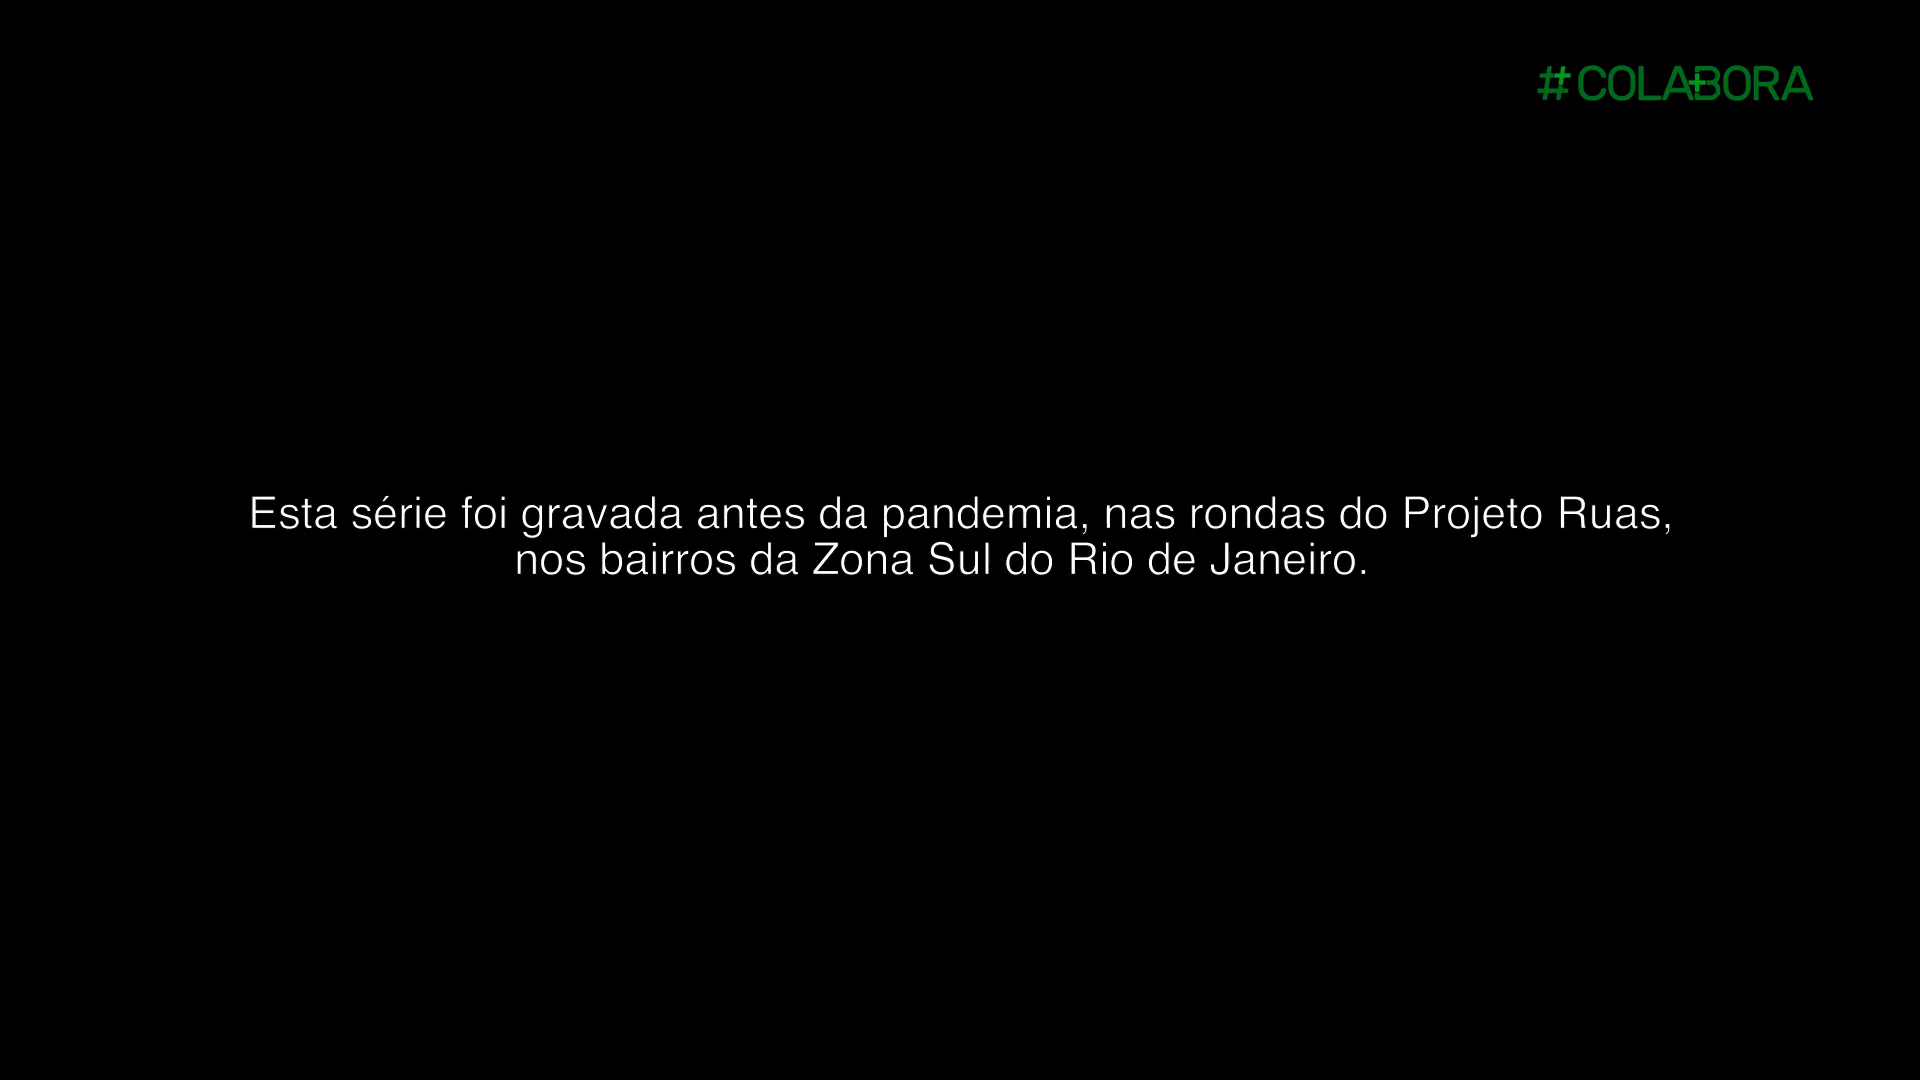 #COLABORA
Esta série foi gravada antes da pandemia, nas rondas do Projeto Ruas,
nos bairros da Zona Sul do Rio de Janeiro.